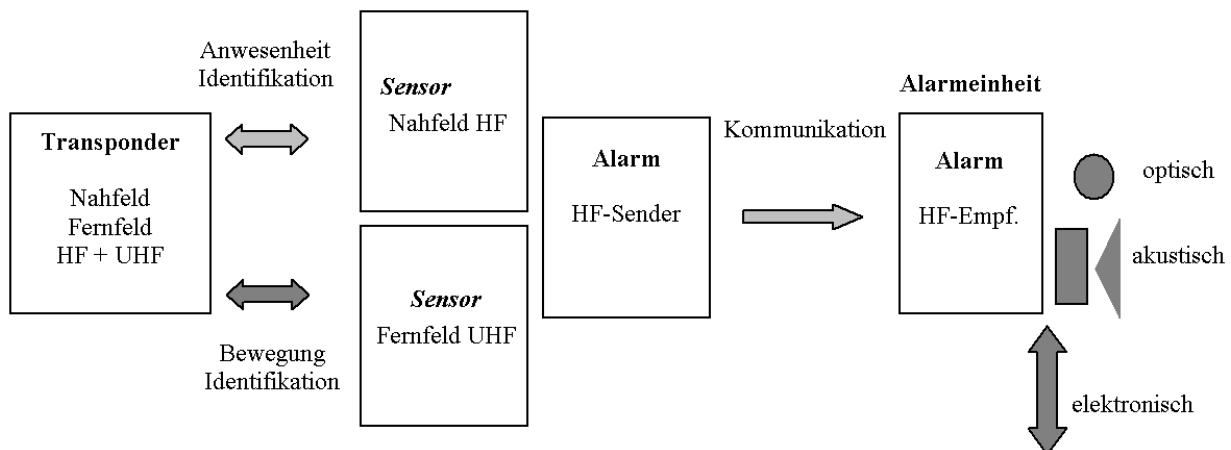 Transponder
Nahfeld
Fernfeld
HF + UHF
Anwesenheit
Identifikation
Bewegung
Identifikation
Sensor
Nahfeld HF
Sensor
Fernfeld UHF
Alarm
HF-Sender
Kommunikation
Alarmeinheit
Alarm
HF-Empf.
optisch
akustisch
elektronisch